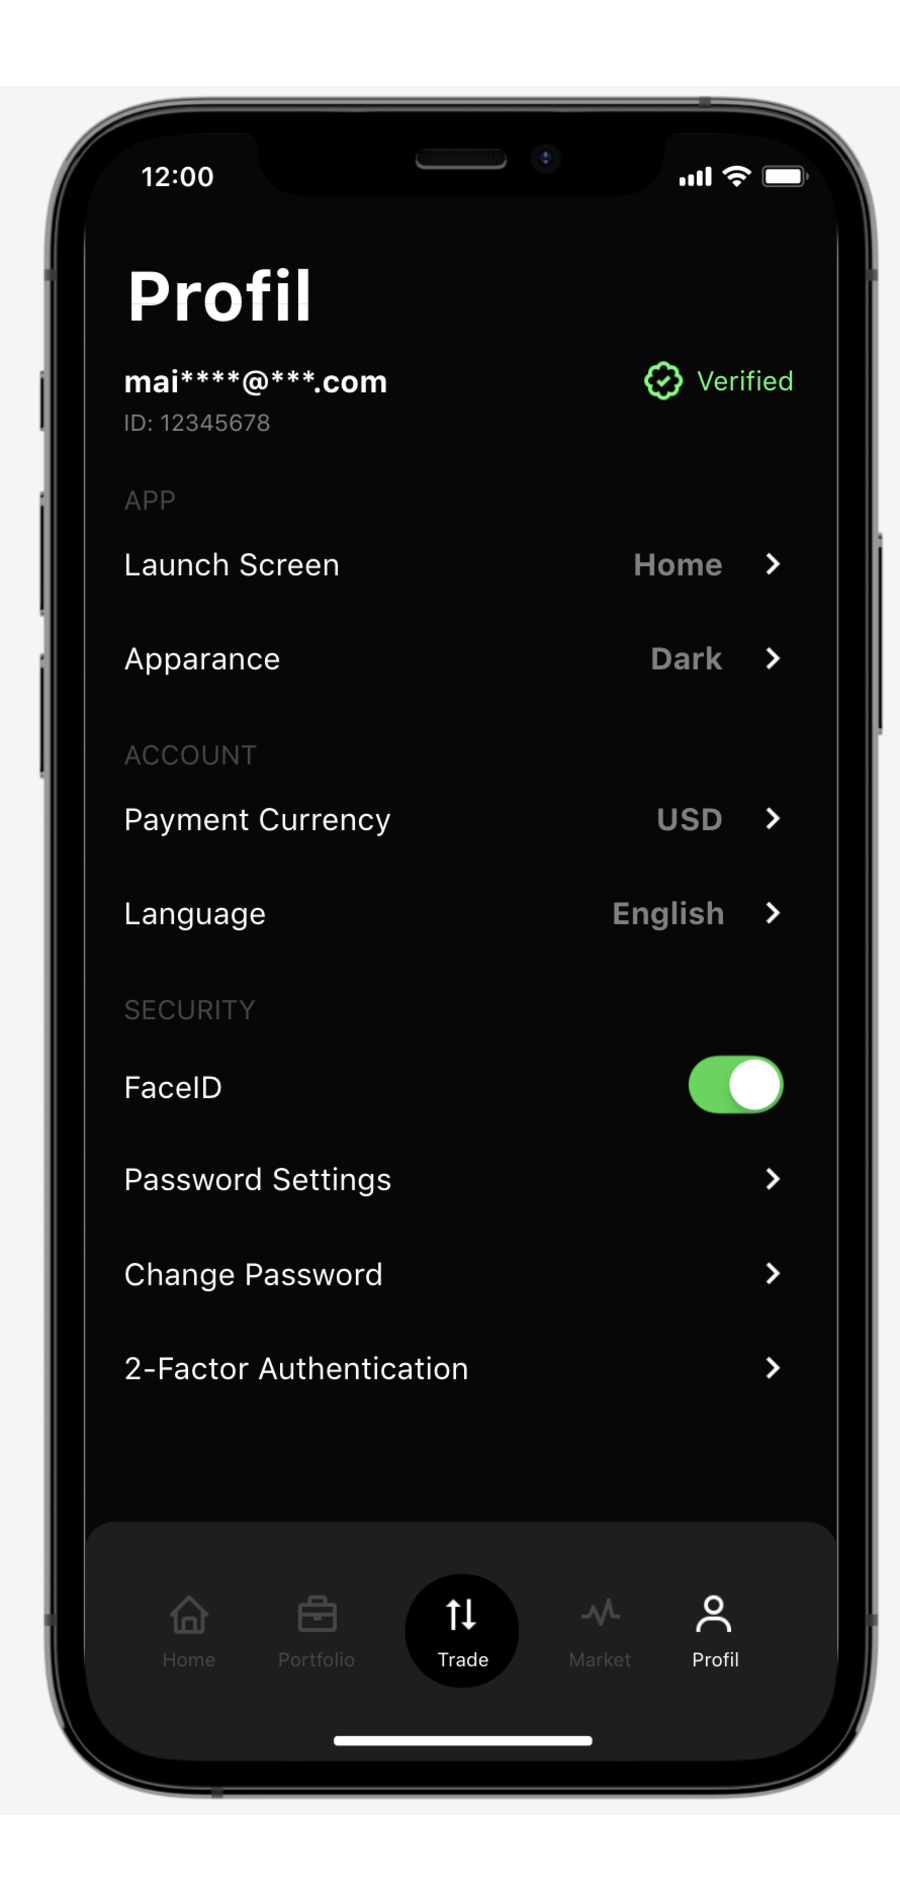 12:00
Profil
mai****@***.com
Verified
ID: 12345678
APP
Launch Screen Home
Apparance Dark
ACCOUNT
Payment Currency USD
Language English
SECURITY
FaceID
Password Settings
Change Password
2-Factor Authentication
Home Portfolio Trade Market Profil